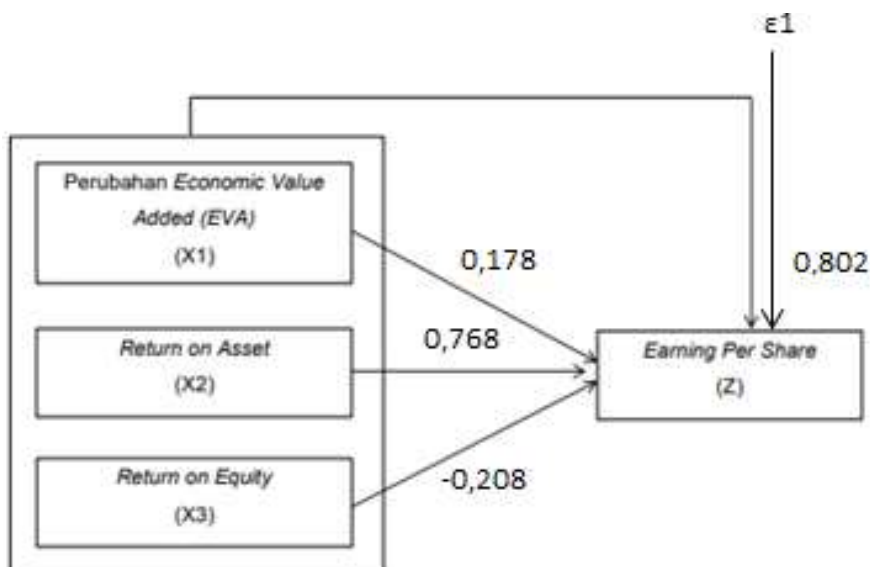 ε1
Perubahan Economic Value
Added (EVA)
(X1)
0,178
0,802
Return on Asset
(X2)
0,768
Earning Per Share
(Z)
Return on Equity
(X3)
-0,208